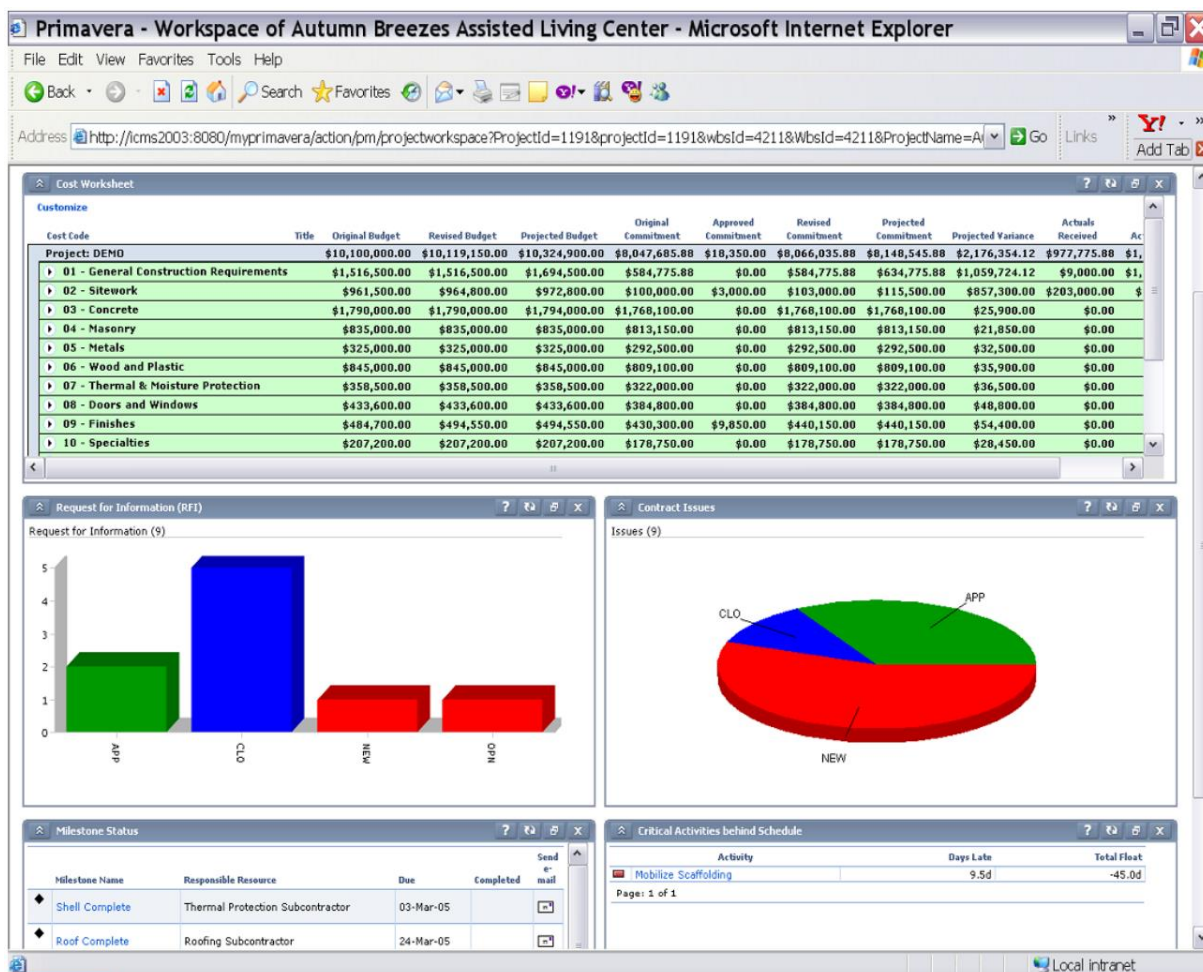 Primavera - Workspace of Autumn Breezes Assisted Living Center - Microsoft Internet Explorer
File Edit View Favorites Tools Help
Back Search Favorites
Address http://icms2003:8080/myprimavera/action/pm/projectworkspace?ProjectId=1191&projectId=1191&wbsId=4211&WbsId=4211&ProjectName=A Go Links » Y! »
Add Tab
Cost Worksheet ?
Customize
Cost Code Title Original Budget Revised Budget Projected Budget Original Commitment Approved Commitment Revised Commitment Projected Commitment Projected Variance Actuals Received Ac
Project: DEMO $10,100,000.00 $10,119,150.00 $10,324,900.00 $8,047,685.88 $18,350.00 $8,066,035.88 $8,148,545.88 $2,176,354.12 $977,775.88 $1,
01 - General Construction Requirements $1,516,500.00 $1,516,500.00 $1,694,500.00 $584,775.88 $0.00 $584,775.88 $634,775.88 $1,059,724.12 $9,000.00 $1,
02 - Sitework $961,500.00 $964,800.00 $972,800.00 $100,000.00 $3,000.00 $103,000.00 $115,500.00 $857,300.00 $203,000.00 $
03 - Concrete $1,790,000.00 $1,790,000.00 $1,794,000.00 $1,768,100.00 $0.00 $1,768,100.00 $1,768,100.00 $25,900.00 $0.00
04 - Masonry $835,000.00 $835,000.00 $835,000.00 $813,150.00 $0.00 $813,150.00 $813,150.00 $21,850.00 $0.00
05 - Metals $325,000.00 $325,000.00 $325,000.00 $292,500.00 $0.00 $292,500.00 $292,500.00 $32,500.00 $0.00
06 - Wood and Plastic $845,000.00 $845,000.00 $845,000.00 $809,100.00 $0.00 $809,100.00 $809,100.00 $35,900.00 $0.00
07 - Thermal & Moisture Protection $358,500.00 $358,500.00 $358,500.00 $322,000.00 $0.00 $322,000.00 $322,000.00 $36,500.00 $0.00
08 - Doors and Windows $433,600.00 $433,600.00 $433,600.00 $384,800.00 $0.00 $384,800.00 $384,800.00 $48,800.00 $0.00
09 - Finishes $484,700.00 $494,550.00 $494,550.00 $430,300.00 $9,850.00 $440,150.00 $440,150.00 $54,400.00 $0.00
10 - Specialties $207,200.00 $207,200.00 $207,200.00 $178,750.00 $0.00 $178,750.00 $178,750.00 $28,450.00 $0.00
Request for Information (RFI) ?
Request for Information (9)
5
4
3
2
1
0
APP CLO NEW OPN
Contract Issues ?
Issues (9)
APP
CLO
NEW
Milestone Status ?
Milestone Name Responsible Resource Due Completed Send e-mail
Shell Complete Thermal Protection Subcontractor 03-Mar-05
Roof Complete Roofing Subcontractor 24-Mar-05
Critical Activities behind Schedule ?
Activity Days Late Total Float
Mobilize Scaffolding 9.5d -45.0d
Page: 1 of 1
Local intranet